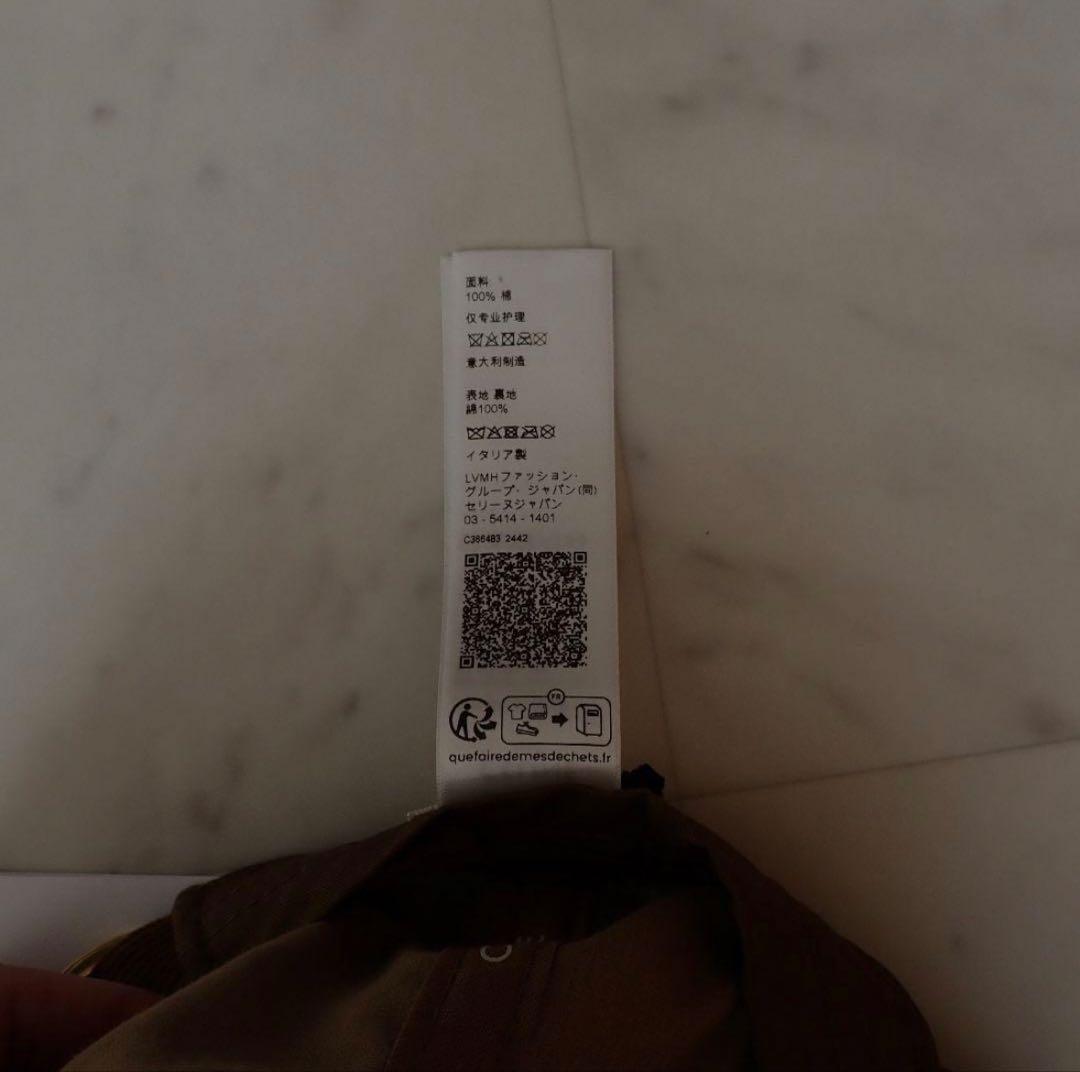 面料:
100% 棉
仅专业护理
意大利制造
表地 裏地
綿100%
イタリア製
LVMHファッション・
グループ・ジャパン(同)
セリーヌジャパン
03 - 5414 - 1401
C386483 2442
FR
quefairedemesdechets.fr